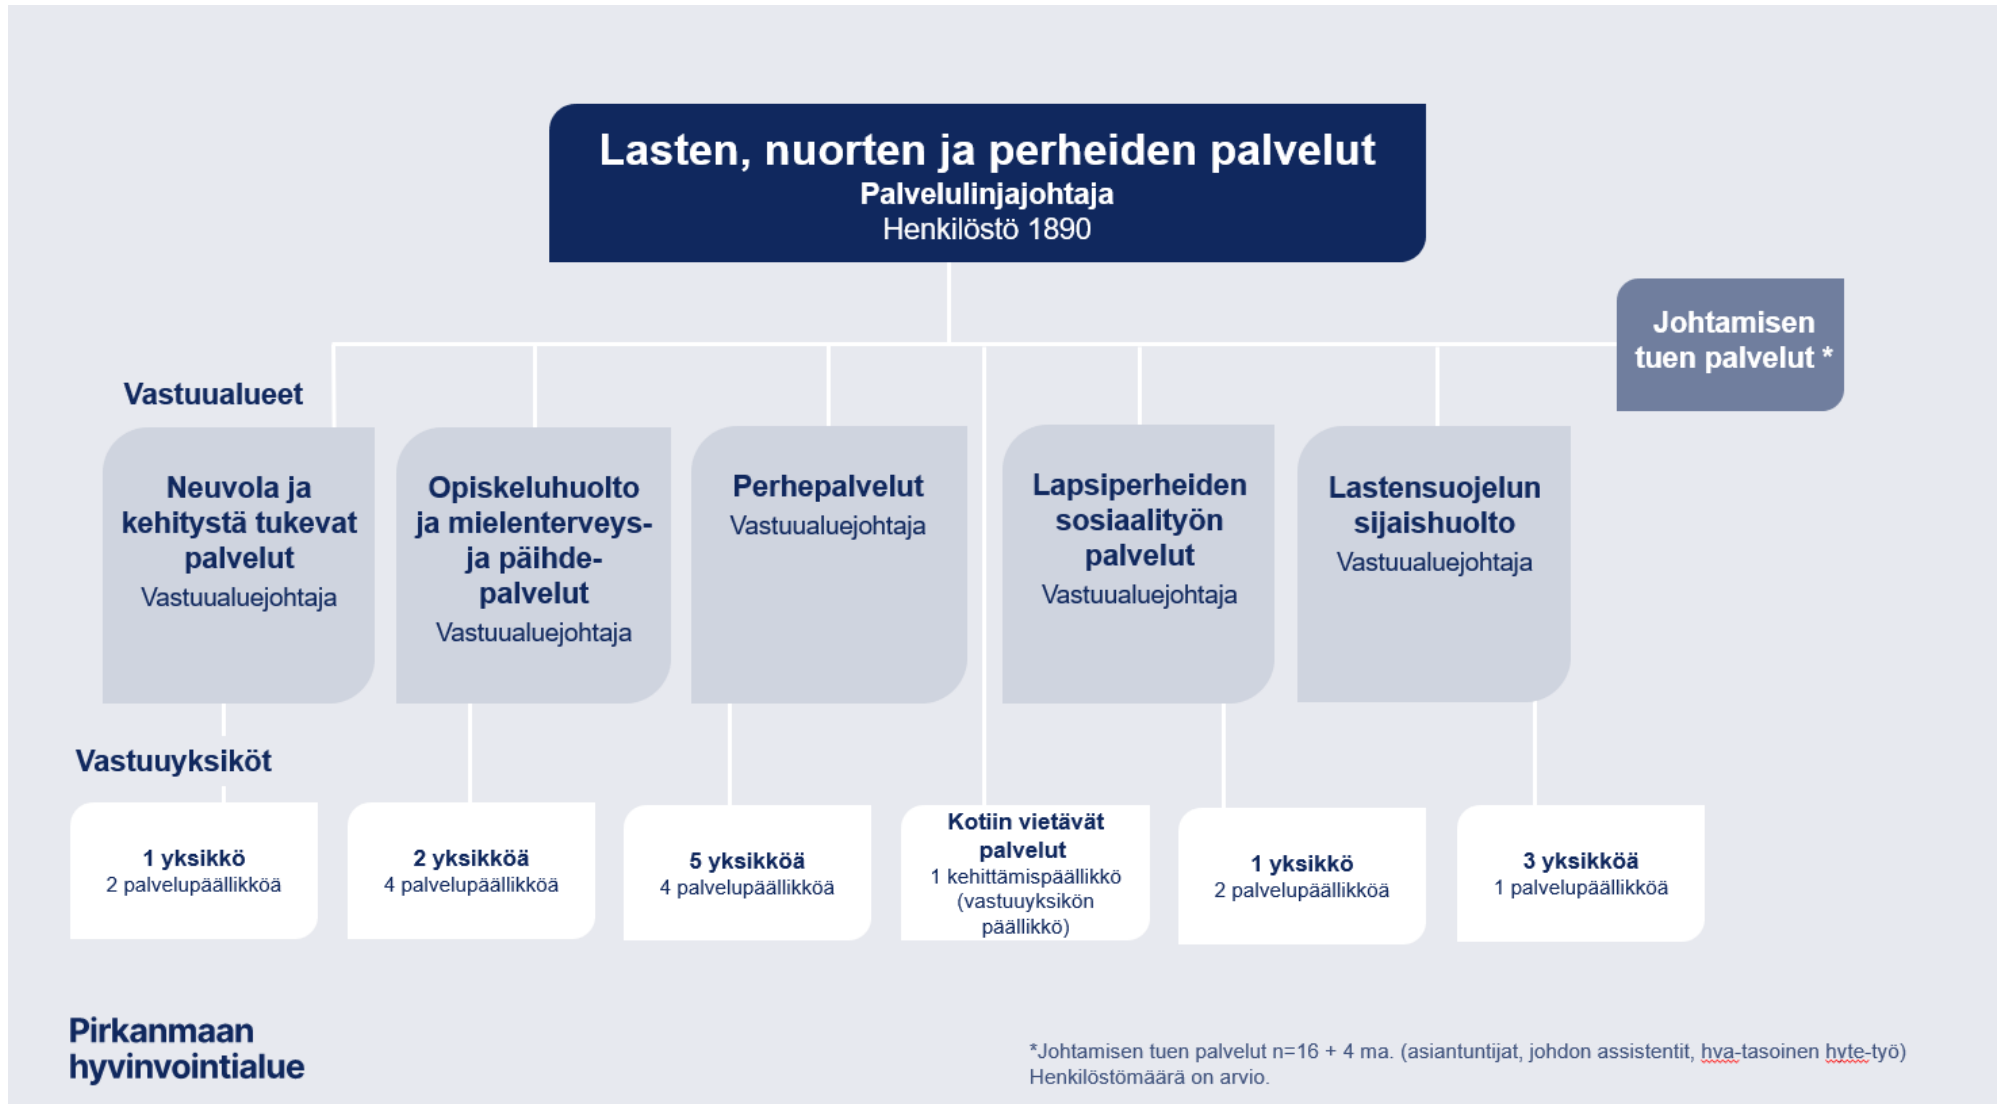 Lasten, nuorten ja perheiden palvelut
Palvelulinjajohtaja
Henkilöstö 1890
Johtamisen
tuen palvelut *
Vastuualueet
Neuvola ja
kehitystä tukevat
palvelut
Vastuualuejohtaja
Opiskeluhuolto
ja mielenterveys-
ja päihde-
palvelut
Vastuualuejohtaja
Perhepalvelut
Vastuualuejohtaja
Lapsiperheiden
sosiaalityön
palvelut
Vastuualuejohtaja
Lastensuojelun
sijaishuolto
Vastuualuejohtaja
Vastuuyksiköt
1 yksikkö
2 palvelupäällikköä
2 yksikköä
4 palvelupäällikköä
5 yksikköä
4 palvelupäällikköä
Kotiin vietävät
palvelut
1 kehittämispäällikkö
(vastuuyksikön
päällikkö)
1 yksikkö
2 palvelupäällikköä
3 yksikköä
1 palvelupäällikköä
Pirkanmaan
hyvinvointialue
*Johtamisen tuen palvelut n=16 + 4 ma. (asiantuntijat, johdon assistentit, hva-tasoinen hyte-työ)
Henkilöstömäärä on arvio.